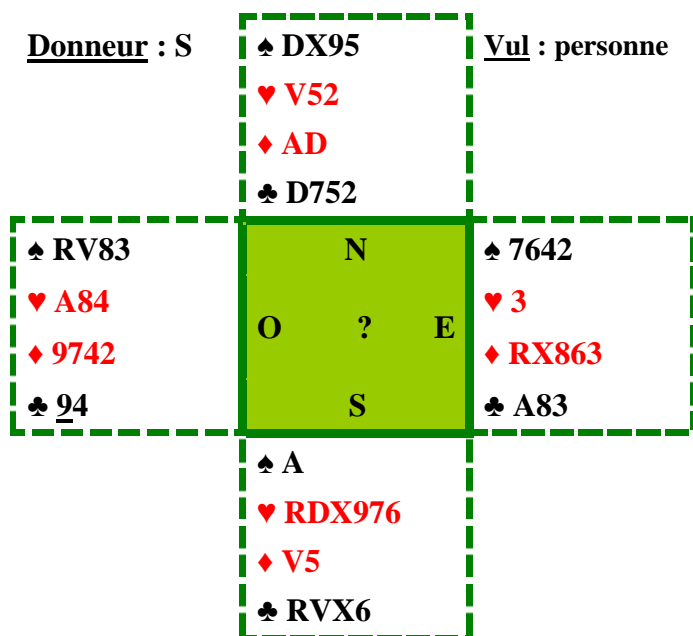 Donneur : S
♠ DX95
Vul : personne
♥ V52
♦ AD
♣ D752
♠ RV83
N
♠ 7642
♥ A84
♥ 3
O ? E
♦ 9742
♦ RX863
♣ 94
S
♣ A83
♠ A
♥ RDX976
♦ V5
♣ RVX6